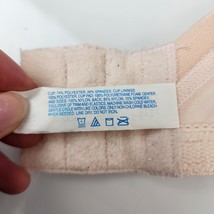 CUP: 74% POLYESTER, 26% SPANDEX, CUP LINING:
100% POLYESTER, CUP PAD: 100% POLYURETHANE FOAM CENTER
AND SIDES: 100% NYLON, BACK: 80% NYLON, 20% SPANDEX
EXCLUSIVE OF TRIM AND ELASTICS. MACHINE WASH COLD WATER,
GENTLE CYCLE WITH LIKE COLORS. ONLY NON-CHLORINE BLEACH
WHEN NEEDED. LINE DRY. DO NOT IRON.